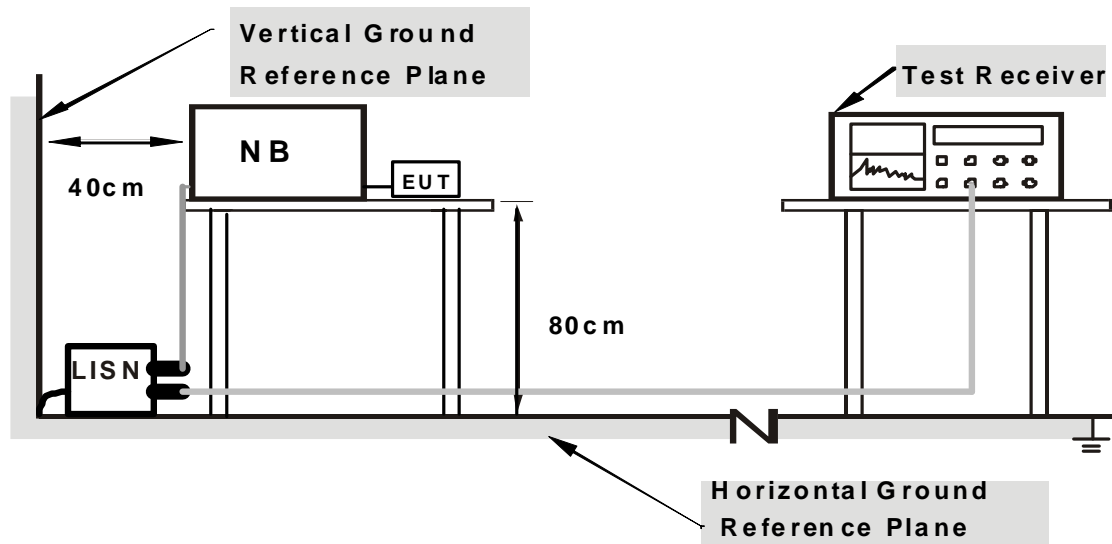 Vertical Ground
Reference Plane
Test Receiver
NB
EUT
40cm
80cm
LISN
Horizontal Ground
Reference Plane